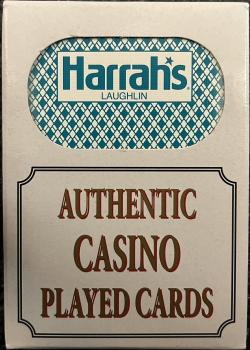 Harrah's
LAUGHLIN
AUTHENTIC
CASINO
PLAYED CARDS